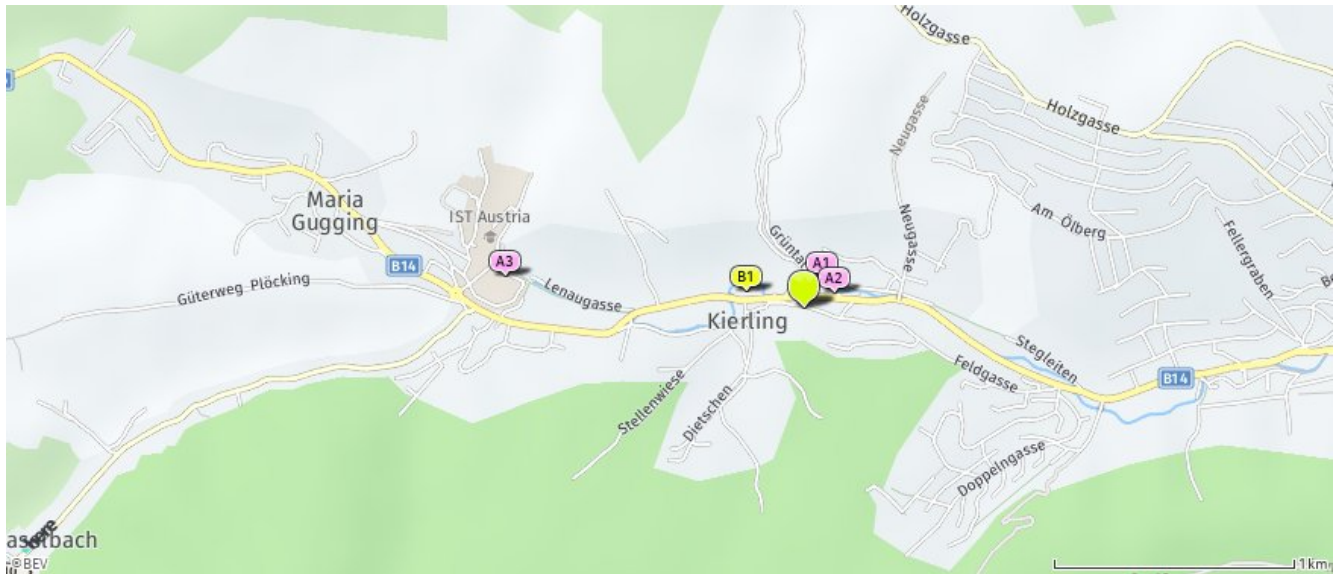 Holzgasse
Holzgasse
Neugasse
Maria
Gugging
IST Austria
Am Ölberg
Neugasse
Fellergraben
A1
A3
A2
B14
B1
Güterweg Plöcking
Lenaugasse
Kierling
Stegleiten
Feldgasse
B14
Stellenwiese
Dietschen
Doppelngasse
©BEV
1km